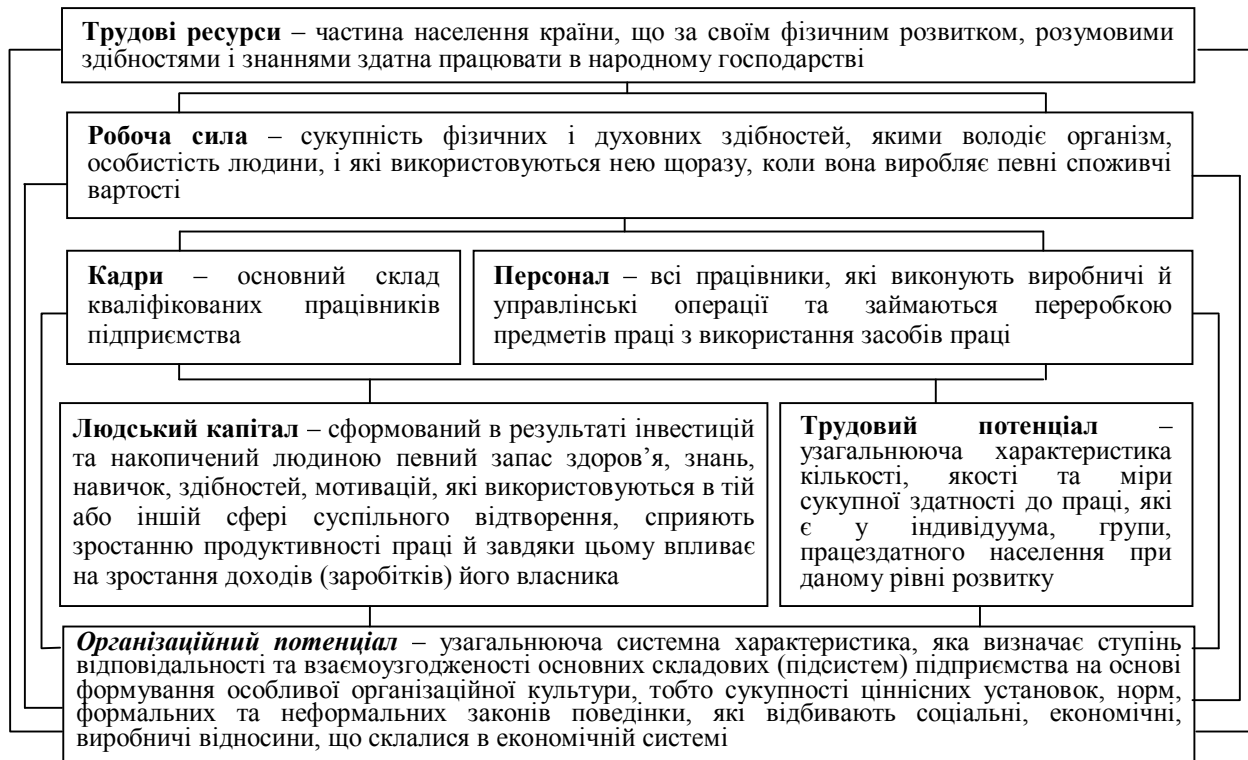 Трудові ресурси – частина населення країни, що за своїм фізичним розвитком, розумовими
здібностями і знаннями здатна працювати в народному господарстві
Робоча сила – сукупність фізичних і духовних здібностей, якими володіє організм,
особистість людини, і які використовуються нею щоразу, коли вона виробляє певні споживчі
вартості
Кадри – основний склад
кваліфікованих працівників
підприємства
Персонал – всі працівники, які виконують виробничі й
управлінські операції та займаються переробкою
предметів праці з використання засобів праці
Людський капітал – сформований в результаті інвестицій
та накопичений людиною певний запас здоров’я, знань,
навичок, здібностей, мотивацій, які використовуються в тій
або іншій сфері суспільного відтворення, сприяють
зростанню продуктивності праці й завдяки цьому впливає
на зростання доходів (заробітків) його власника
Трудовий потенціал –
узагальнююча характеристика
кількості, якості та міри
сукупної здатності до праці, які
є у індивідуума, групи,
працездатного населення при
даному рівні розвитку
Організаційний потенціал – узагальнююча системна характеристика, яка визначає ступінь
відповідальності та взаємоузгодженості основних складових (підсистем) підприємства на основі
формування особливої організаційної культури, тобто сукупності ціннісних установок, норм,
формальних та неформальних законів поведінки, які відбивають соціальні, економічні,
виробничі відносини, що склалися в економічній системі